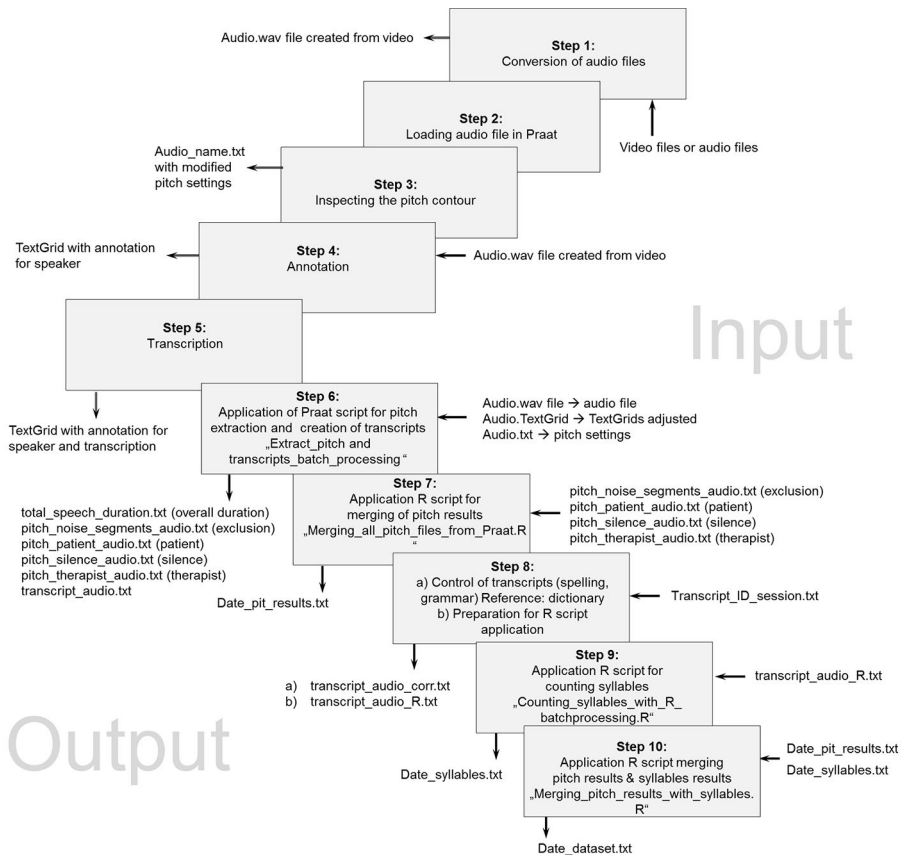 Audio.wav file created from video
Step 1:
Conversion of audio files
Video files or audio files
Step 2:
Loading audio file in Praat
Audio_name.txt
with modified
pitch settings
Step 3:
Inspecting the pitch contour
TextGrid with annotation
for speaker
Step 4:
Annotation
Audio.wav file created from video
Input
Step 5:
Transcription
TextGrid with annotation for
speaker and transcription
Step 6:
Application of Praat script for pitch
extraction and creation of transcripts
„Extract_pitch and
transcripts_batch_processing“
Audio.wav file → audio file
Audio.TextGrid → TextGrids adjusted
Audio.txt → pitch settings
total_speech_duration.txt (overall duration)
pitch_noise_segments_audio.txt (exclusion)
pitch_patient_audio.txt (patient)
pitch_silence_audio.txt (silence)
pitch_therapist_audio.txt (therapist)
transcript_audio.txt
Step 7:
Application R script for
merging of pitch results
„Merging_all_pitch_files_from_Praat.R
“
pitch_noise_segments_audio.txt (exclusion)
pitch_patient_audio.txt (patient)
pitch_silence_audio.txt (silence)
pitch_therapist_audio.txt (therapist)
Date_pit_results.txt
Step 8:
a) Control of transcripts (spelling,
grammar) Reference: dictionary
b) Preparation for R script
application
Transcript_ID_session.txt
a) transcript_audio_corr.txt
b) transcript_audio_R.txt
Step 9:
Application R script for
counting syllables
„Counting_syllables_with_R_
batchprocessing.R“
transcript_audio_R.txt
Output
Date_syllables.txt
Step 10:
Application R script merging
pitch results & syllables results
„Merging_pitch_results_with_syllables.
R“
Date_pit_results.txt
Date_syllables.txt
Date_dataset.txt